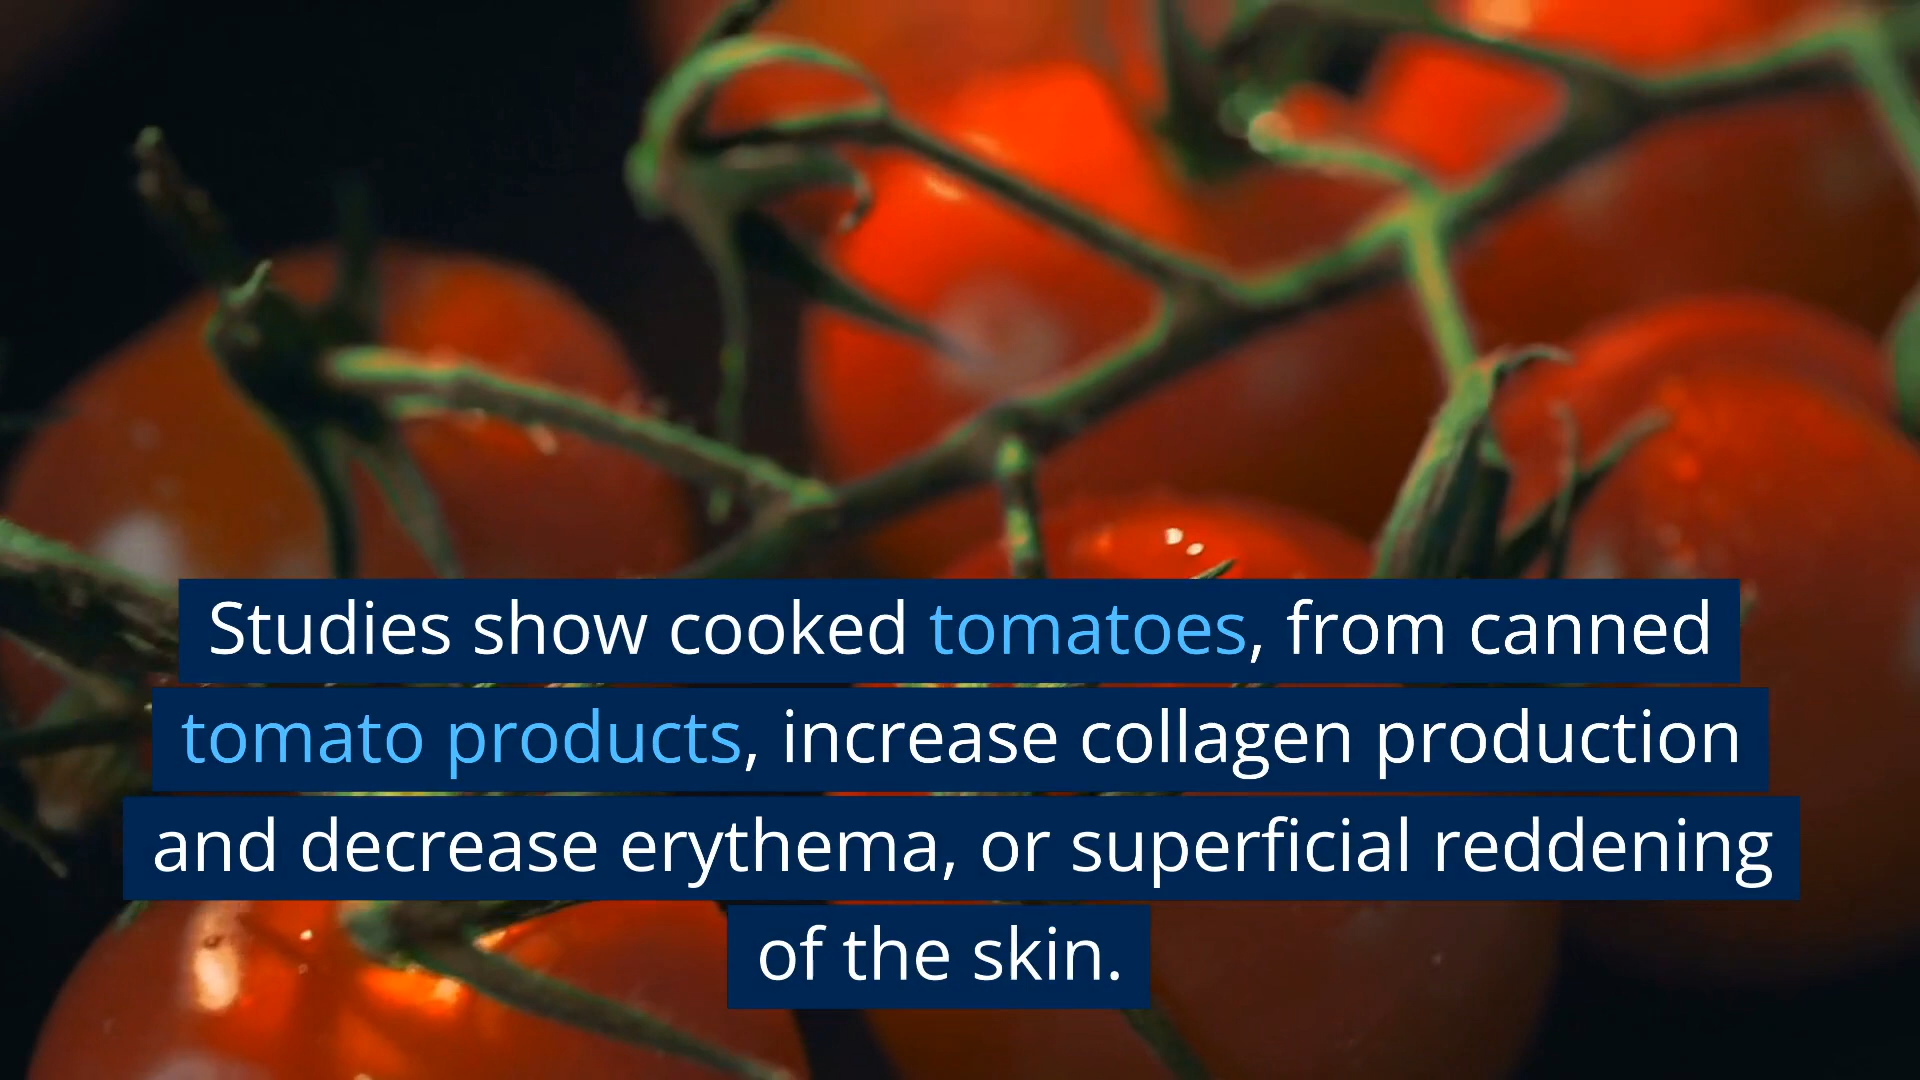 Studies show cooked tomatoes, from canned
tomato products, increase collagen production
and decrease erythema, or superficial reddening
of the skin.